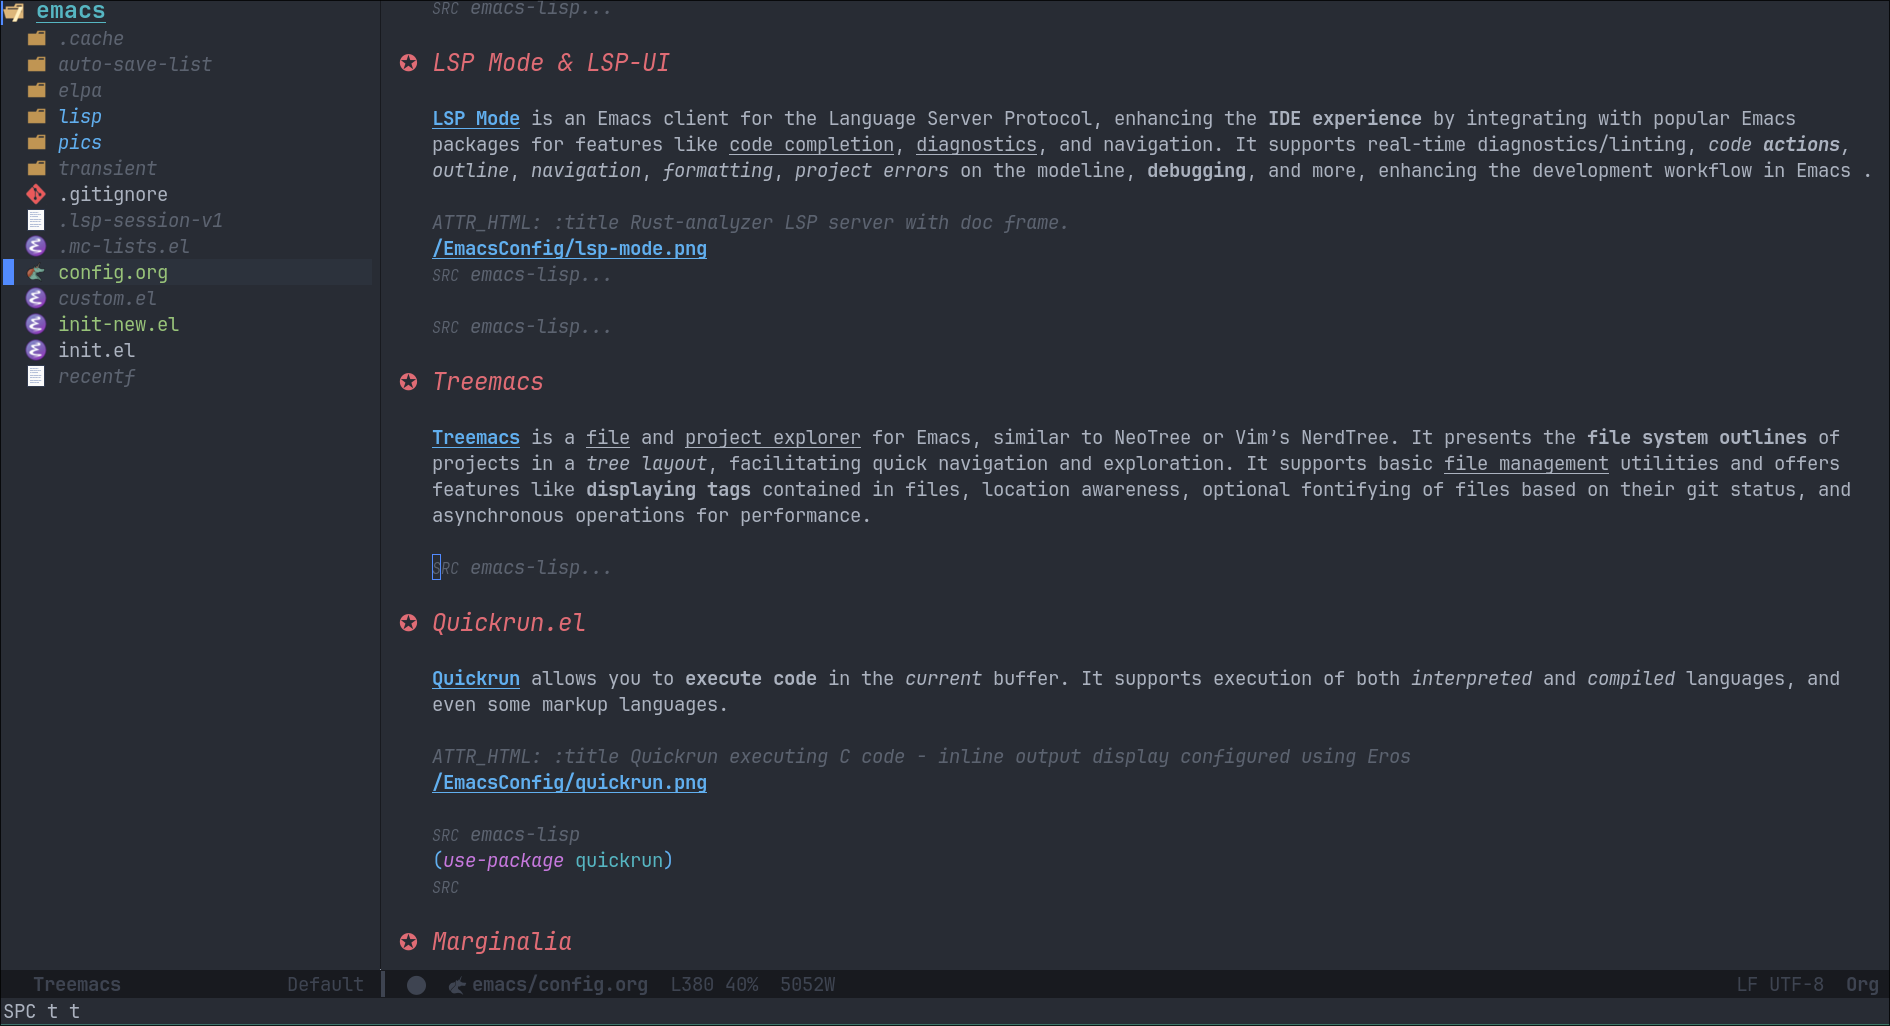 emacs
.cache
auto-save-list
elpa
lisp
pics
transient
.gitignore
.lsp-session-v1
.mc-lists.el
config.org
custom.el
init-new.el
init.el
recentf
SRC emacs-lisp...
LSP Mode & LSP-UI
LSP Mode is an Emacs client for the Language Server Protocol, enhancing the IDE experience by integrating with popular Emacs
packages for features like code completion, diagnostics, and navigation. It supports real-time diagnostics/linting, code actions,
outline, navigation, formatting, project errors on the modeline, debugging, and more, enhancing the development workflow in Emacs .
ATTR_HTML: :title Rust-analyzer LSP server with doc frame.
/EmacsConfig/lsp-mode.png
SRC emacs-lisp...
SRC emacs-lisp...
Treemacs
Treemacs is a file and project explorer for Emacs, similar to NeoTree or Vim’s NerdTree. It presents the file system outlines of
projects in a tree layout, facilitating quick navigation and exploration. It supports basic file management utilities and offers
features like displaying tags contained in files, location awareness, optional fontifying of files based on their git status, and
asynchronous operations for performance.
SRC emacs-lisp...
Quickrun.el
Quickrun allows you to execute code in the current buffer. It supports execution of both interpreted and compiled languages, and
even some markup languages.
ATTR_HTML: :title Quickrun executing C code - inline output display configured using Eros
/EmacsConfig/quickrun.png
SRC emacs-lisp
(use-package quickrun)
SRC
Marginalia
Treemacs Default emacs/config.org L380 40% 5052W LF UTF-8 Org
SPC t t